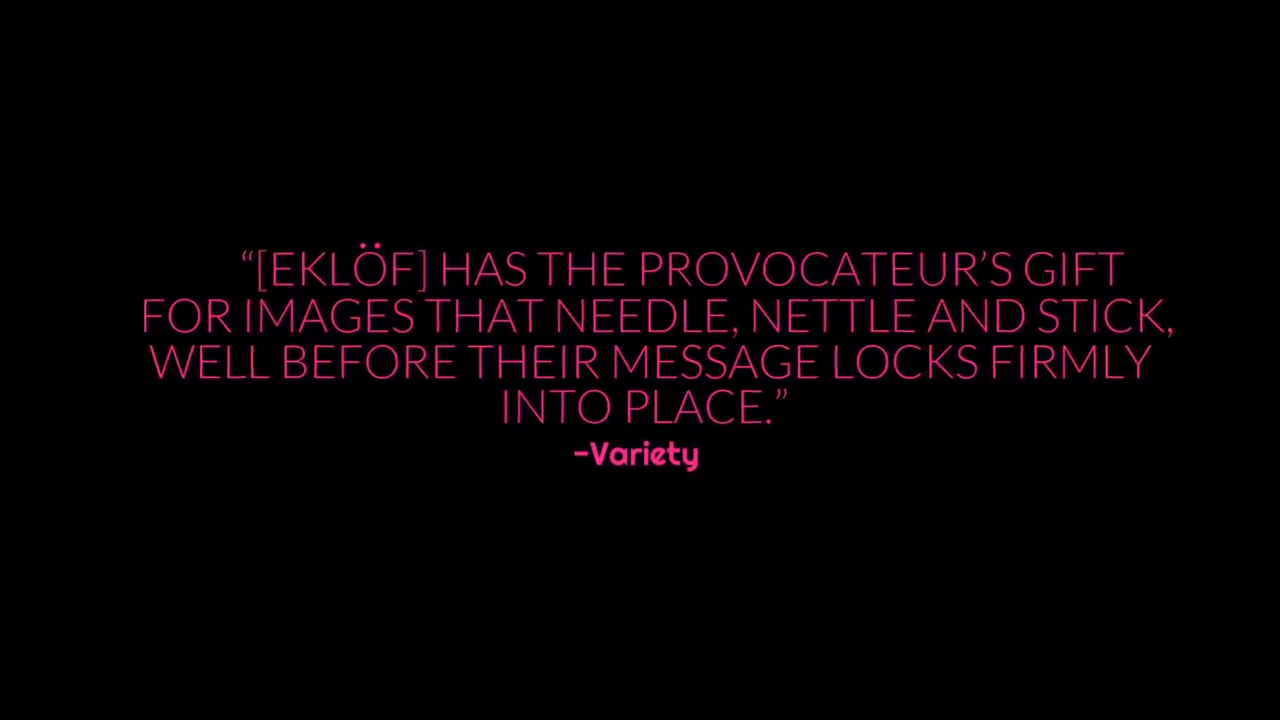 “[EKLÖF] HAS THE PROVOCATEUR’S GIFT
FOR IMAGES THAT NEEDLE, NETTLE AND STICK,
WELL BEFORE THEIR MESSAGE LOCKS FIRMLY
INTO PLACE.”
-Variety